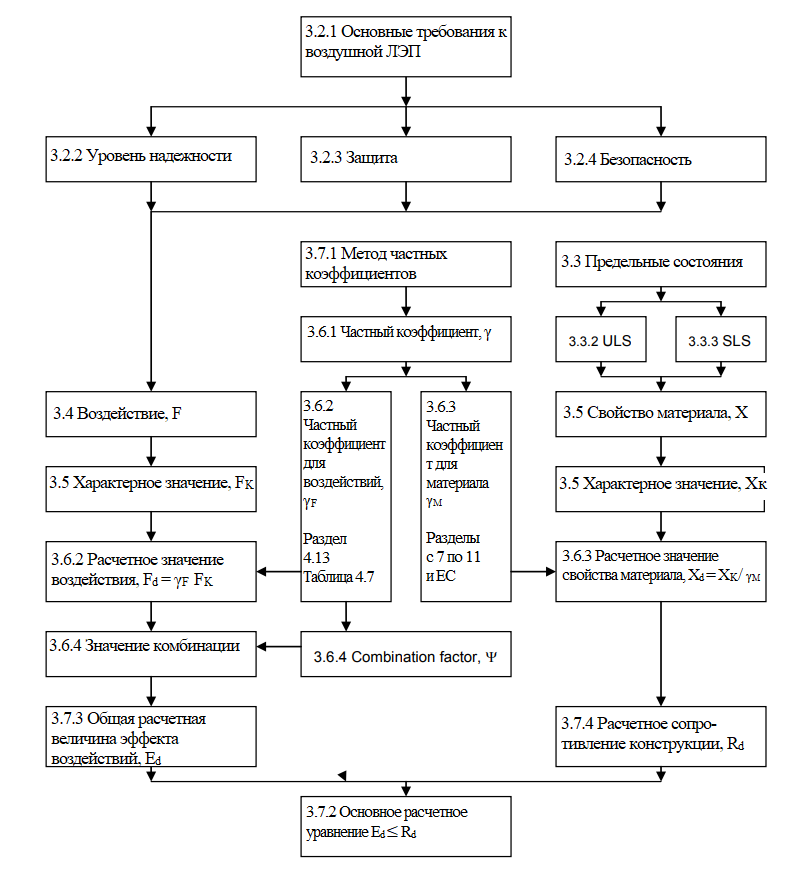 3.2.1 Основные требования к
воздушной ЛЭП
3.2.2 Уровень надежности
3.2.3 Защита
3.2.4 Безопасность
3.7.1 Метод частных
коэффициентов
3.3 Предельные состояния
3.6.1 Частный коэффициент, γ
3.3.2 ULS
3.3.3 SLS
3.4 Воздействие, F
3.6.2
Частный
коэффициент
для
воздействий,
γF
Раздел
4.13
Таблица 4.7
3.6.3
Частный
коэффициен
т для
материала
γM
Разделы
с 7 по 11
и ЕС
3.5 Свойство материала, X
3.5 Характерное значение, FK
3.5 Характерное значение, XK
3.6.2 Расчетное значение
воздействия, Fd = γF FK
3.6.3 Расчетное значение
свойства материала, Xd = XK/ γM
3.6.4 Значение комбинации
3.6.4 Combination factor, Ψ
3.7.3 Общая расчетная
величина эффекта
воздействий, Ed
3.7.4 Расчетное сопро-
тивление конструкции, Rd
3.7.2 Основное расчетное
уравнение Ed ≤ Rd